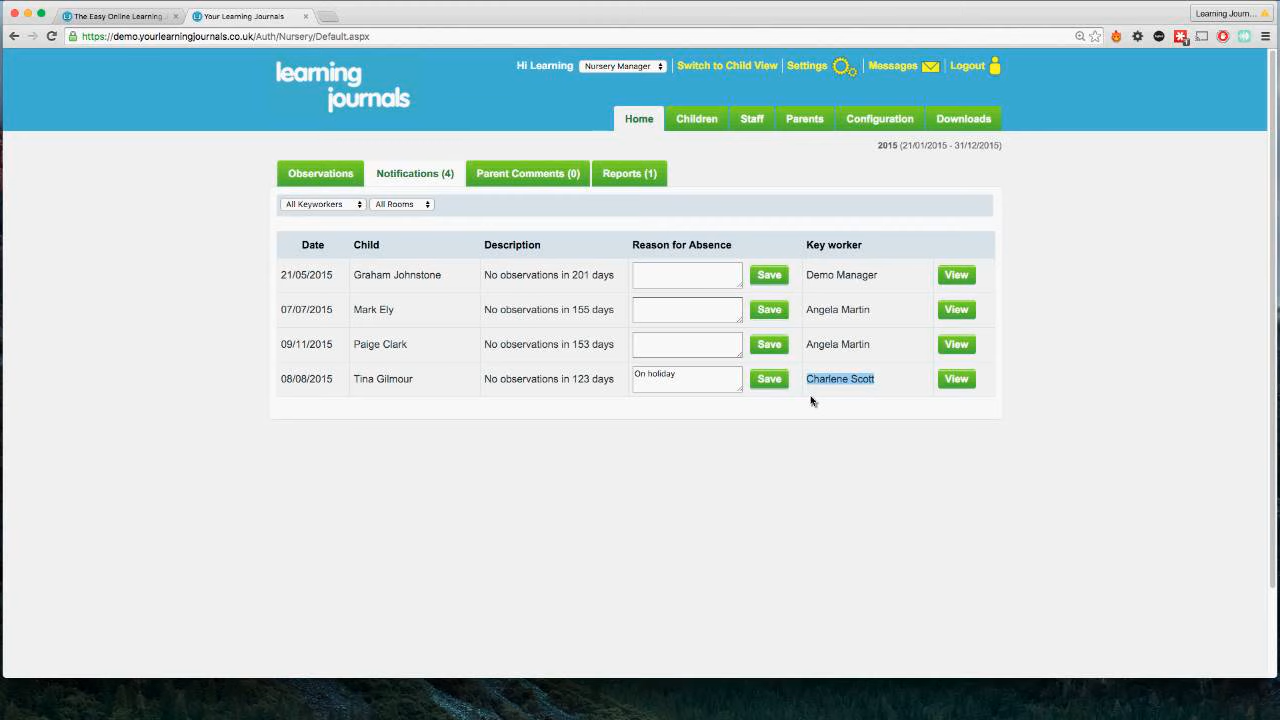 The Easy Online Learning
Your Learning Journals
Learning Journ...
https://demo.yourlearningjournals.co.uk/Auth/Nursery/Default.aspx
learning journals
Hi Learning Nursery Manager Switch to Child View Settings Messages Logout
Home Children Staff Parents Configuration Downloads
2015 (21/01/2015 - 31/12/2015)
Observations Notifications (4) Parent Comments (0) Reports (1)
All Keyworkers All Rooms
Date Child Description Reason for Absence Key worker
21/05/2015 Graham Johnstone No observations in 201 days Save Demo Manager View
07/07/2015 Mark Ely No observations in 155 days Save Angela Martin View
09/11/2015 Paige Clark No observations in 153 days Save Angela Martin View
08/08/2015 Tina Gilmour No observations in 123 days On holiday Save Charlene Scott View